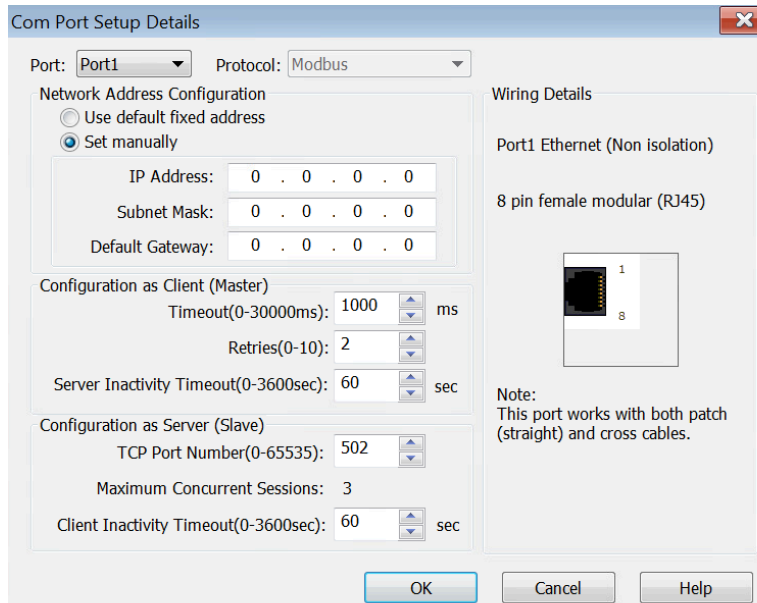 Com Port Setup Details
Port: Port1 Protocol: Modbus
Network Address Configuration
Use default fixed address
Set manually
IP Address: 0 . 0 . 0 . 0
Subnet Mask: 0 . 0 . 0 . 0
Default Gateway: 0 . 0 . 0 . 0
Configuration as Client (Master)
Timeout(0-30000ms): 1000 ms
Retries(0-10): 2
Server Inactivity Timeout(0-3600sec): 60 sec
Configuration as Server (Slave)
TCP Port Number(0-65535): 502
Maximum Concurrent Sessions: 3
Client Inactivity Timeout(0-3600sec): 60 sec
Wiring Details
Port1 Ethernet (Non isolation)
8 pin female modular (RJ45)
1
8
Note:
This port works with both patch
(straight) and cross cables.
OK Cancel Help